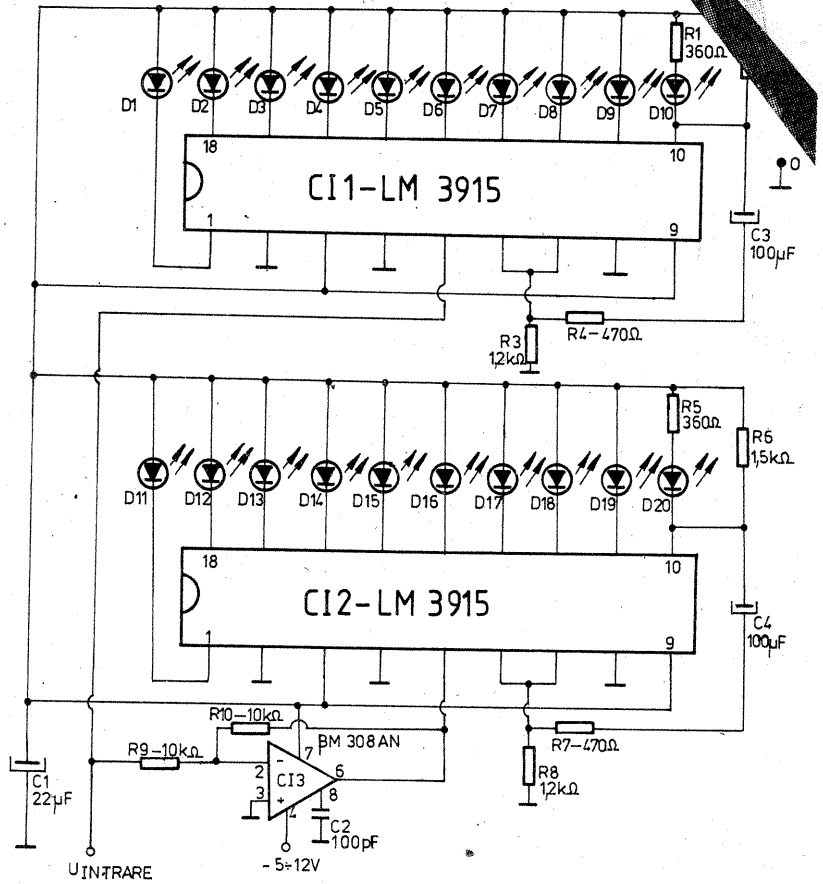 R1
360Ω
D1
D2
D3
D4
D5
D6
D7
D8
D9
D10
18
10
CI1-LM 3915
1
9
0
C3
100µF
R3
1,2kΩ
R4-470Ω
R5
360Ω
R6
1,5kΩ
D11
D12
D13
D14
D15
D16
D17
D18
D19
D20
18
10
CI2-LM 3915
1
9
C4
100µF
R10-10kΩ
R9-10kΩ
βM 308AN
R7-470Ω
R8
1,2kΩ
C1
22µF
2
-
7
CI3
6
3
+
8
4
C2
100pF
-5÷12V
UINTRARE